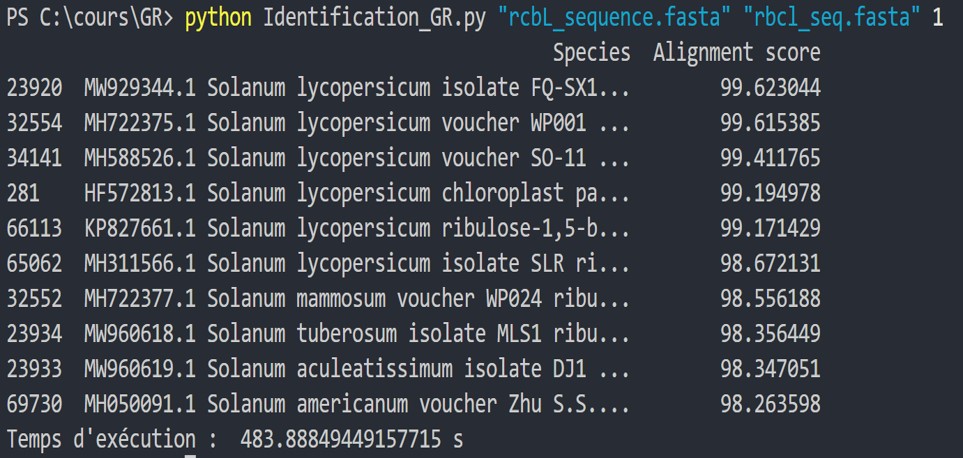 PS C:\cours\GR> python Identification_GR.py "rcbL_sequence.fasta" "rbcl_seq.fasta" 1
Species  Alignment score
23920  MW929344.1 Solanum lycopersicum isolate FQ-SX1...  99.623044
32554  MH722375.1 Solanum lycopersicum voucher WP001 ...  99.615385
34141  MH588526.1 Solanum lycopersicum voucher SO-11 ...  99.411765
281  HF572813.1 Solanum lycopersicum chloroplast pa...  99.194978
66113  KP827661.1 Solanum lycopersicum ribulose-1,5-b...  99.171429
65062  MH311566.1 Solanum lycopersicum isolate SLR ri...  98.672131
32552  MH722377.1 Solanum mammosum voucher WP024 ribu...  98.556188
23934  MW960618.1 Solanum tuberosum isolate MLS1 ribu...  98.356449
23933  MW960619.1 Solanum aculeatissimum isolate DJ1 ...  98.347051
69730  MH050091.1 Solanum americanum voucher Zhu S.S....  98.263598
Temps d'exécution :  483.88849449157715 s